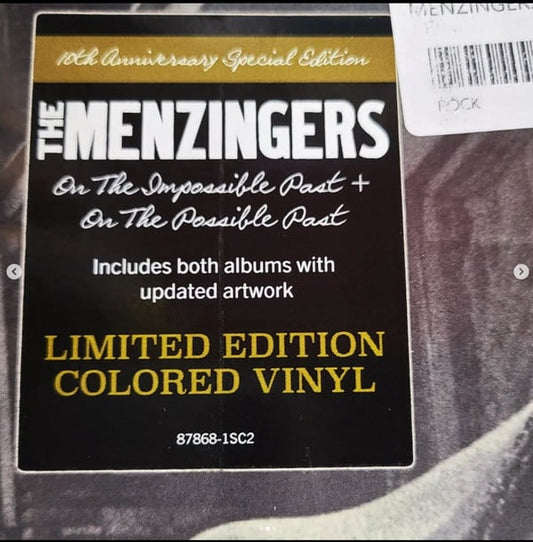 MENZINGERS
ROCK
10th Anniversary Special Edition
THE MENZINGERS
On The Impossible Past +
On The Possible Past
Includes both albums with
updated artwork
LIMITED EDITION
COLORED VINYL
87868-1SC2